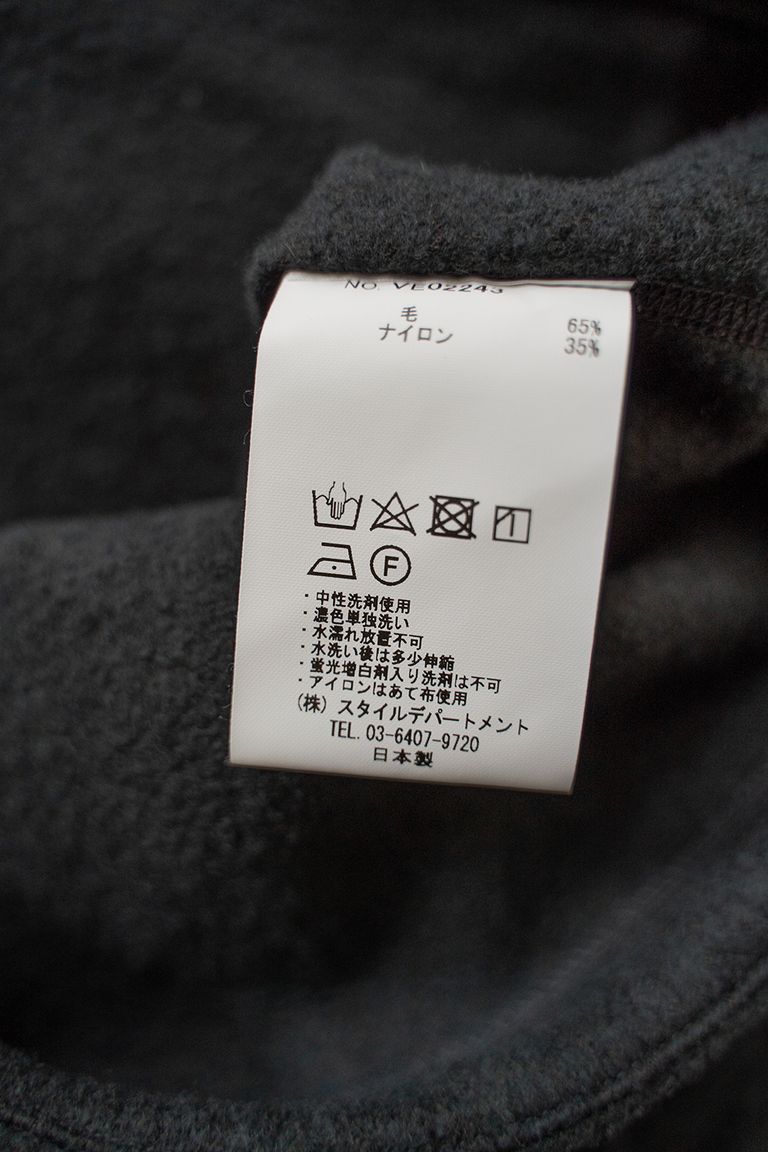 NO. VE02243
毛 65%
ナイロン 35%
F
・中性洗剤使用
・濃色単独洗い
・水濡れ放置不可
・水洗い後は多少伸縮
・蛍光増白剤入り洗剤は不可
・アイロンはあて布使用
(株) スタイルデパートメント
TEL. 03-6407-9720
日本製